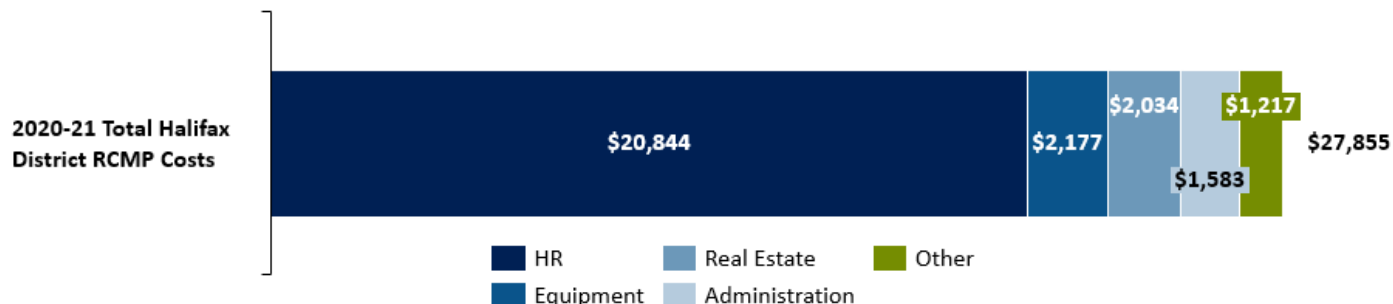 2020-21 Total Halifax
District RCMP Costs
$20,844
$2,177
$2,034
$1,583
$1,217
$27,855
HR
Real Estate
Other
Equipment
Administration